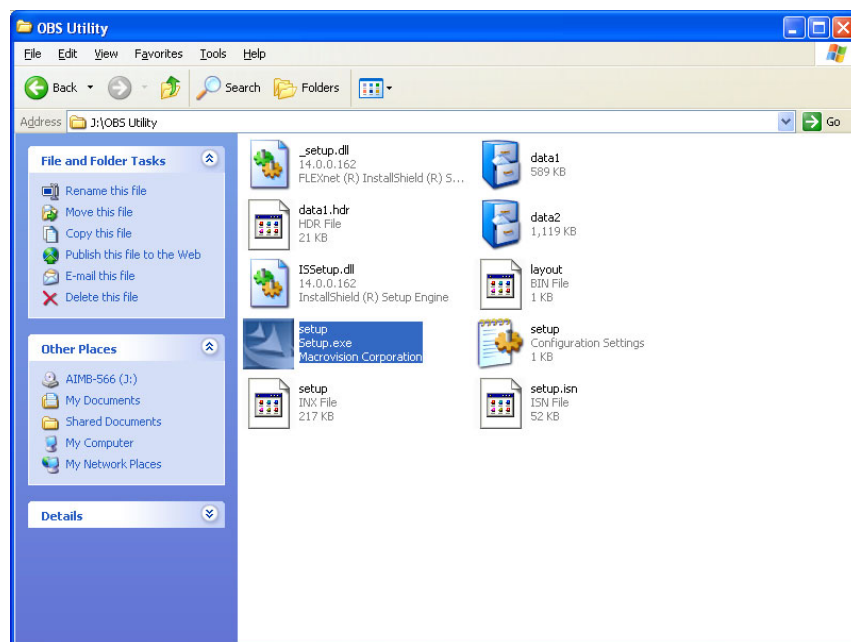 OBS Utility
File Edit View Favorites Tools Help
Back Search Folders
Address J:\OBS Utility Go
File and Folder Tasks
Rename this file
Move this file
Copy this file
Publish this file to the Web
E-mail this file
Delete this file
Other Places
AIMB-566 (J:)
My Documents
Shared Documents
My Computer
My Network Places
Details
_setup.dll
14.0.0.162
FLEXnet (R) InstallShield (R) S...
data1
589 KB
data1.hdr
HDR File
21 KB
data2
1,119 KB
ISSetup.dll
14.0.0.162
InstallShield (R) Setup Engine
layout
BIN File
1 KB
setup
Setup.exe
Macrovision Corporation
setup
Configuration Settings
1 KB
setup
INX File
217 KB
setup.isn
ISN File
52 KB